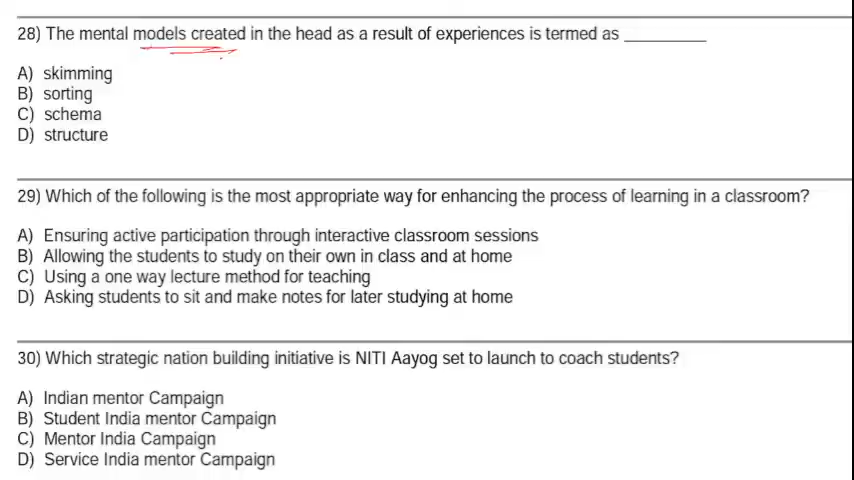 28) The mental models created in the head as a result of experiences is termed as _________
A) skimming
B) sorting
C) schema
D) structure
29) Which of the following is the most appropriate way for enhancing the process of learning in a classroom?
A) Ensuring active participation through interactive classroom sessions
B) Allowing the students to study on their own in class and at home
C) Using a one way lecture method for teaching
D) Asking students to sit and make notes for later studying at home
30) Which strategic nation building initiative is NITI Aayog set to launch to coach students?
A) Indian mentor Campaign
B) Student India mentor Campaign
C) Mentor India Campaign
D) Service India mentor Campaign